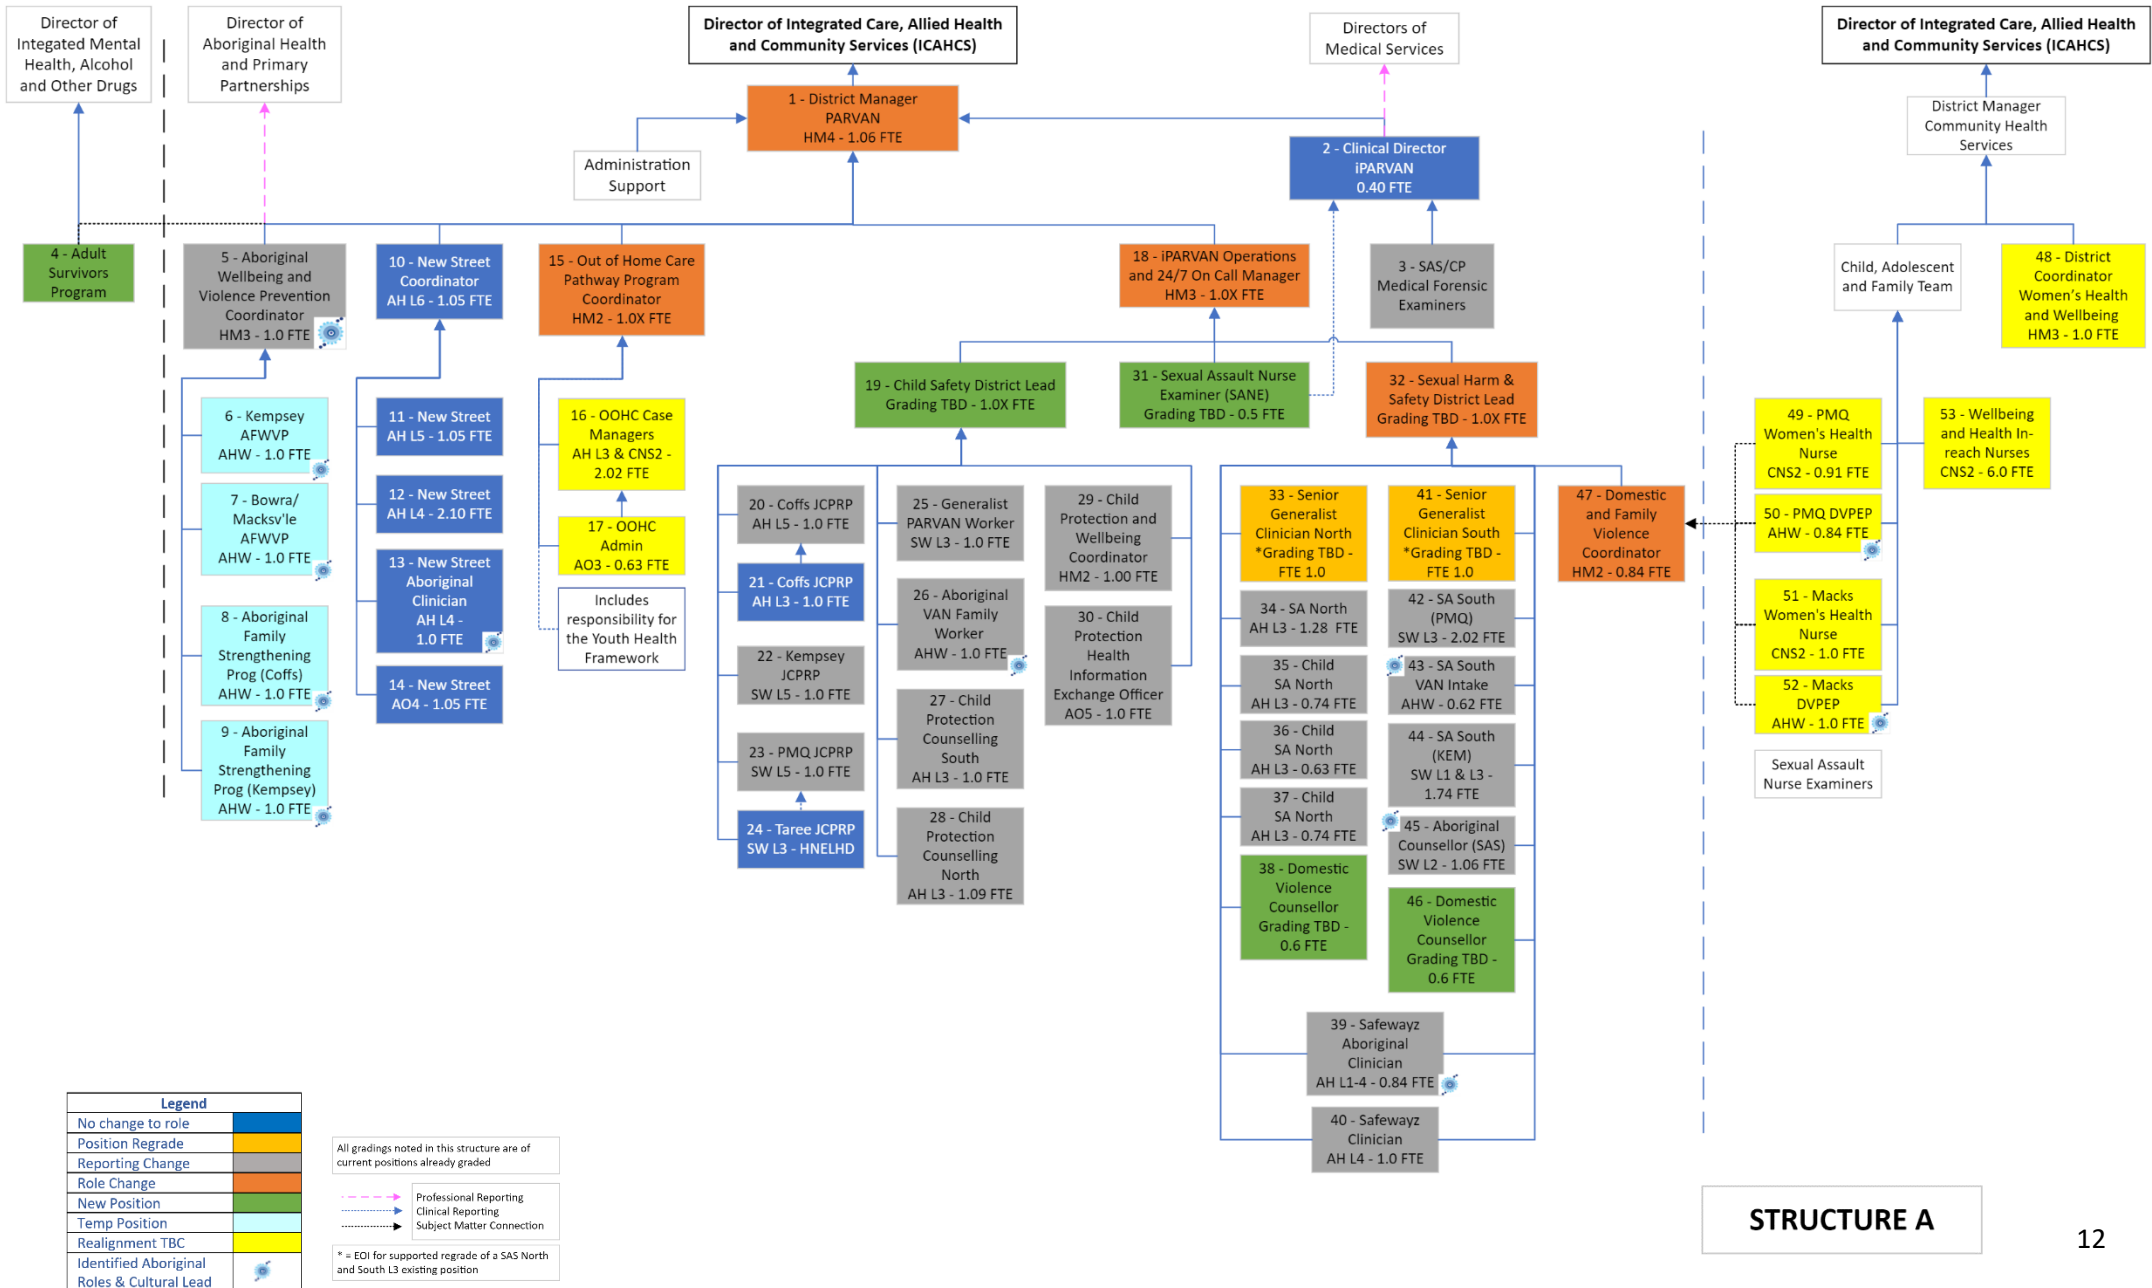 Director of
Integated Mental
Health, Alcohol
and Other Drugs
Director of
Aboriginal Health
and Primary
Partnerships
Director of Integrated Care, Allied Health
and Community Services (ICAHCS)
Directors of
Medical Services
Director of Integrated Care, Allied Health
and Community Services (ICAHCS)
1 - District Manager
PARVAN
HM4 - 1.06 FTE
Administration
Support
2 - Clinical Director
iPARVAN
0.40 FTE
District Manager
Community Health
Services
4 - Adult
Survivors
Program
5 - Aboriginal
Wellbeing and
Violence Prevention
Coordinator
HM3 - 1.0 FTE
10 - New Street
Coordinator
AH L6 - 1.05 FTE
15 - Out of Home Care
Pathway Program
Coordinator
HM2 - 1.0X FTE
18 - iPARVAN Operations
and 24/7 On Call Manager
HM3 - 1.0X FTE
3 - SAS/CP
Medical Forensic
Examiners
Child, Adolescent
and Family Team
48 - District
Coordinator
Women's Health
and Wellbeing
HM3 - 1.0 FTE
6 - Kempsey
AFWVP
AHW - 1.0 FTE
7 - Bowra/
Macksv'le
AFWVP
AHW - 1.0 FTE
8 - Aboriginal
Family
Strengthening
Prog (Coffs)
AHW - 1.0 FTE
9 - Aboriginal
Family
Strengthening
Prog (Kempsey)
AHW - 1.0 FTE
11 - New Street
AH L5 - 1.05 FTE
12 - New Street
AH L4 - 2.10 FTE
13 - New Street
Aboriginal
Clinician
AH L4 -
1.0 FTE
14 - New Street
AO4 - 1.05 FTE
16 - OOHC Case
Managers
AH L3 & CNS2 -
2.02 FTE
17 - OOHC
Admin
AO3 - 0.63 FTE
Includes
responsibility for
the Youth Health
Framework
19 - Child Safety District Lead
Grading TBD - 1.0X FTE
31 - Sexual Assault Nurse
Examiner (SANE)
Grading TBD - 0.5 FTE
32 - Sexual Harm &
Safety District Lead
Grading TBD - 1.0X FTE
20 - Coffs JCPRP
AH L5 - 1.0 FTE
21 - Coffs JCPRP
AH L3 - 1.0 FTE
22 - Kempsey
JCPRP
SW L5 - 1.0 FTE
23 - PMQ JCPRP
SW L5 - 1.0 FTE
24 - Taree JCPRP
SW L3 - HNELHD
25 - Generalist
PARVAN Worker
SW L3 - 1.0 FTE
26 - Aboriginal
VAN Family
Worker
AHW - 1.0 FTE
27 - Child
Protection
Counselling
South
AH L3 - 1.0 FTE
28 - Child
Protection
Counselling
North
AH L3 - 1.09 FTE
29 - Child
Protection and
Wellbeing
Coordinator
HM2 - 1.00 FTE
30 - Child
Protection
Health
Information
Exchange Officer
AO5 - 1.0 FTE
33 - Senior
Generalist
Clinician North
*Grading TBD -
FTE 1.0
34 - SA North
AH L3 - 1.28 FTE
35 - Child
SA North
AH L3 - 0.74 FTE
36 - Child
SA North
AH L3 - 0.63 FTE
37 - Child
SA North
AH L3 - 0.74 FTE
38 - Domestic
Violence
Counsellor
Grading TBD -
0.6 FTE
41 - Senior
Generalist
Clinician South
*Grading TBD -
FTE 1.0
42 - SA South
(PMQ)
SW L3 - 2.02 FTE
43 - SA South
VAN Intake
AHW - 0.62 FTE
44 - SA South
(KEM)
SW L1 & L3 -
1.74 FTE
45 - Aboriginal
Counsellor (SAS)
SW L2 - 1.06 FTE
46 - Domestic
Violence
Counsellor
Grading TBD -
0.6 FTE
39 - Safewayz
Aboriginal
Clinician
AH L1-4 - 0.84 FTE
40 - Safewayz
Clinician
AH L4 - 1.0 FTE
47 - Domestic
and Family
Violence
Coordinator
HM2 - 0.84 FTE
49 - PMQ
Women's Health
Nurse
CNS2 - 0.91 FTE
50 - PMQ DVPEP
AHW - 0.84 FTE
51 - Macks
Women's Health
Nurse
CNS2 - 1.0 FTE
52 - Macks
DVPEP
AHW - 1.0 FTE
53 - Wellbeing
and Health In-
reach Nurses
CNS2 - 6.0 FTE
Sexual Assault
Nurse Examiners
Legend
No change to role
Position Regrade
Reporting Change
Role Change
New Position
Temp Position
Realignment TBC
Identified Aboriginal
Roles & Cultural Lead
All gradings noted in this structure are of
current positions already graded
Professional Reporting
Clinical Reporting
Subject Matter Connection
* = EOI for supported regrade of a SAS North
and South L3 existing position
STRUCTURE A
12